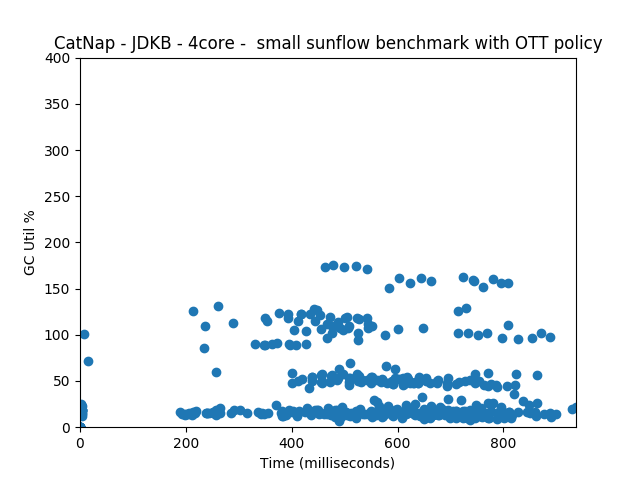 CatNap - JDKB - 4core -  small sunflow benchmark with OTT policy
400
350
300
250
200
150
100
50
0
GC Util %
0 200 400 600 800
Time (milliseconds)